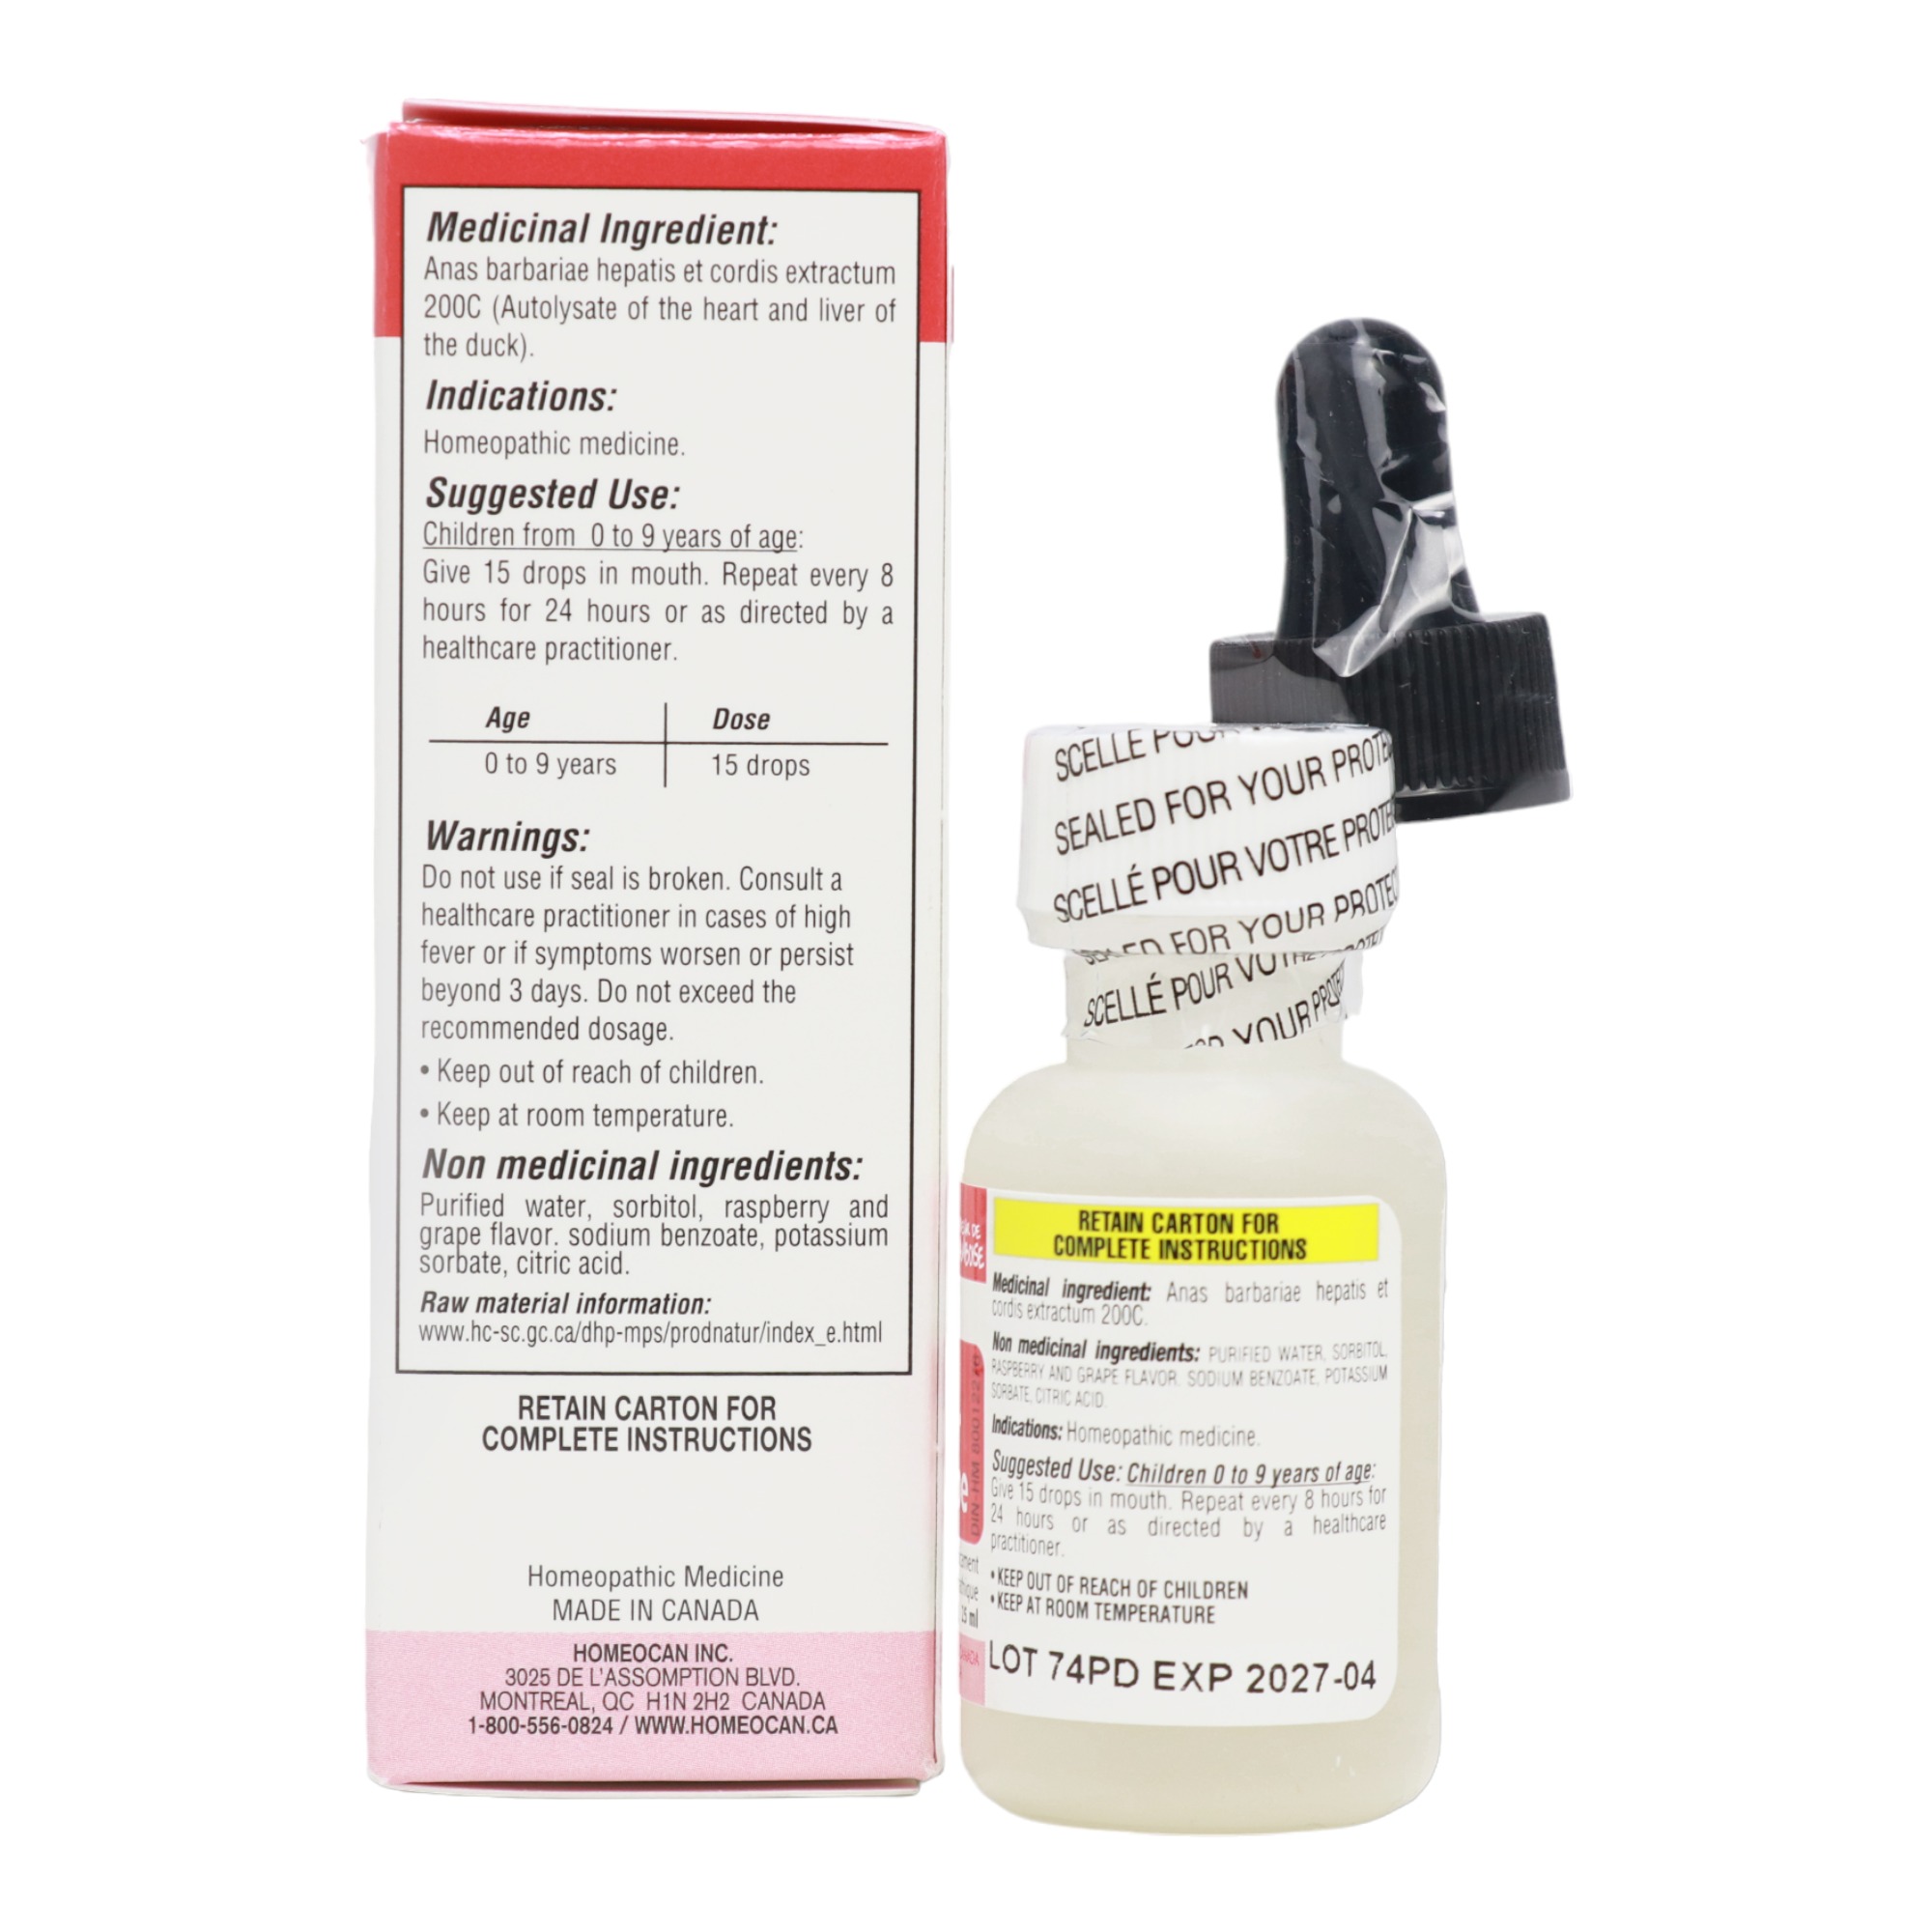 Medicinal Ingredient:
Anas barbariae hepatis et cordis extractum
200C (Autolysate of the heart and liver of
the duck).
Indications:
Homeopathic medicine.
Suggested Use:
Children from 0 to 9 years of age:
Give 15 drops in mouth. Repeat every 8
hours for 24 hours or as directed by a
healthcare practitioner.
Age Dose
0 to 9 years 15 drops
Warnings:
Do not use if seal is broken. Consult a
healthcare practitioner in cases of high
fever or if symptoms worsen or persist
beyond 3 days. Do not exceed the
recommended dosage.
• Keep out of reach of children.
• Keep at room temperature.
Non medicinal ingredients:
Purified water, sorbitol, raspberry and
grape flavor. sodium benzoate, potassium
sorbate, citric acid.
Raw material information:
www.hc-sc.gc.ca/dhp-mps/prodnatur/index_e.html
RETAIN CARTON FOR
COMPLETE INSTRUCTIONS
Homeopathic Medicine
MADE IN CANADA
HOMEOCAN INC.
3025 DE L'ASSOMPTION BLVD.
MONTREAL, QC H1N 2H2 CANADA
1-800-556-0824 / WWW.HOMEOCAN.CA
SCELLÉ
SEALED FOR YOUR
SCELLÉ POUR VOTRE
FOR YOUR
SCELLÉ POUR
YOUR
RETAIN CARTON FOR
COMPLETE INSTRUCTIONS
Medicinal ingredient: Anas barbariae hepatis et
cordis extractum 200C.
Non medicinal ingredients: PURIFIED WATER, SORBITOL,
RASPBERRY AND GRAPE FLAVOR. SODIUM BENZOATE, POTASSIUM
SORBATE, CITRIC ACID.
Indications: Homeopathic medicine.
Suggested Use: Children 0 to 9 years of age:
Give 15 drops in mouth. Repeat every 8 hours for
24 hours or as directed by a healthcare
practitioner.
• KEEP OUT OF REACH OF CHILDREN
• KEEP AT ROOM TEMPERATURE
LOT 74PD EXP 2027-04
DIN-HM
25 ml